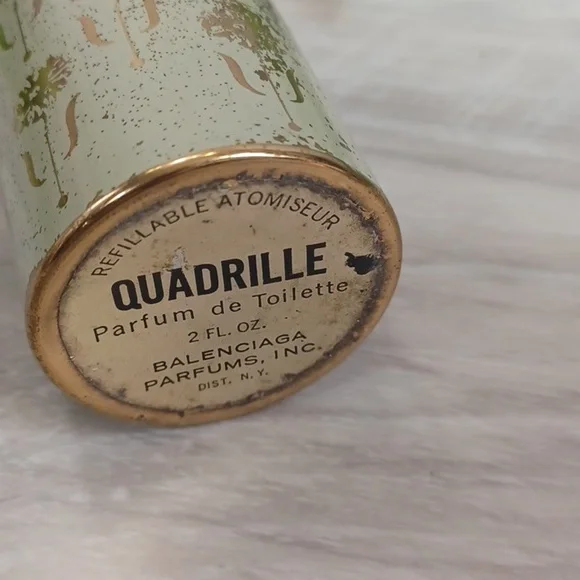 REFILLABLE ATOMISEUR
QUADRILLE
Parfum de Toilette
2 FL. OZ.
BALENCIAGA
PARFUMS, INC.
DIST. N. Y.